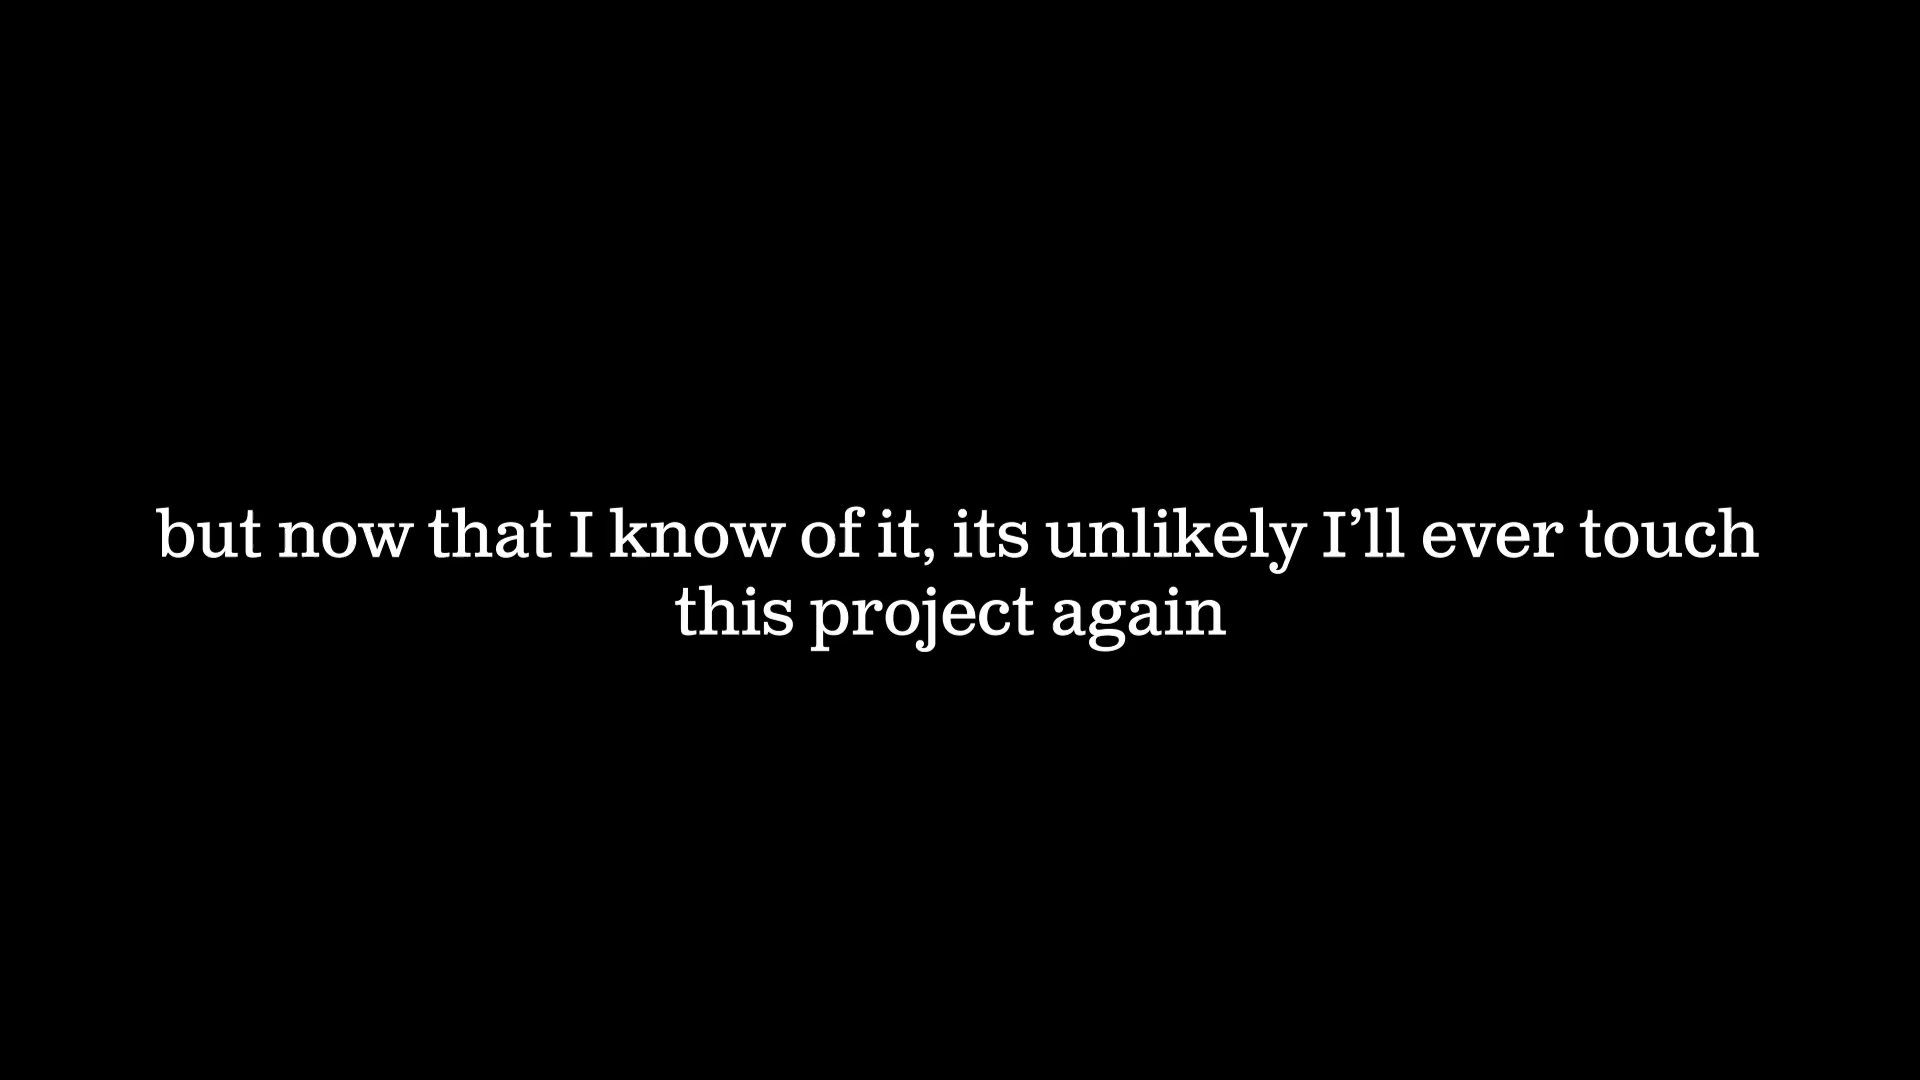 but now that I know of it, its unlikely I’ll ever touch
this project again